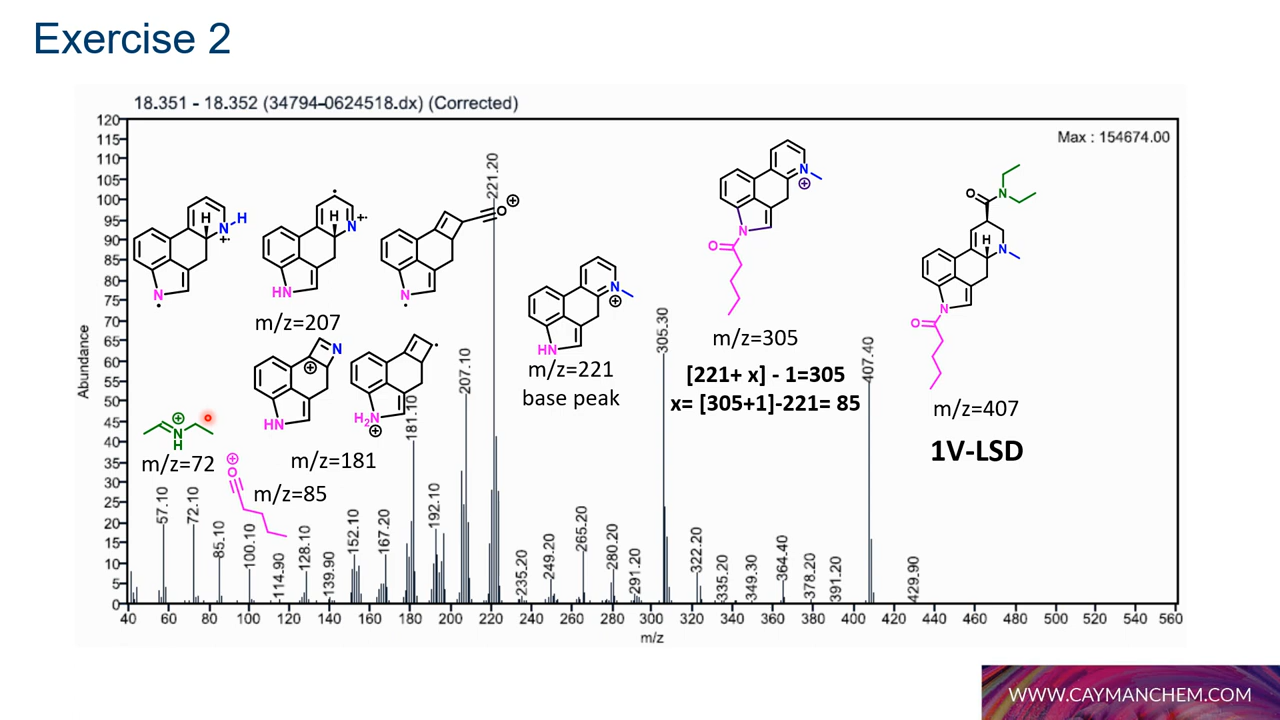 Exercise 2
18.351 - 18.352 (34794-0624518.dx) (Corrected)
Max : 154674.00
Abundance
120
115
110
105
100
95
90
85
80
75
70
65
60
55
50
45
40
35
30
25
20
15
10
5
0
40 60 80 100 120 140 160 180 200 220 240 260 280 300 320 340 360 380 400 420 440 460 480 500 520 540 560
m/z
57.10
72.10
85.10
100.10
114.90
128.10
139.90
152.10
167.20
181.10
192.10
207.10
221.20
235.20
249.20
265.20
280.20
291.20
305.30
322.20
335.20
349.30
364.40
378.20
391.20
407.40
429.90
H
N
H
+·
N
H
N
+·
HN
O
N
m/z=207
N
HN
H2N
m/z=181
N
H
m/z=72
O
m/z=85
N
HN
m/z=221
base peak
N
N
O
m/z=305
[221+ x] - 1=305
x= [305+1]-221= 85
O
N
H
N
N
O
m/z=407
1V-LSD
WWW.CAYMANCHEM.COM